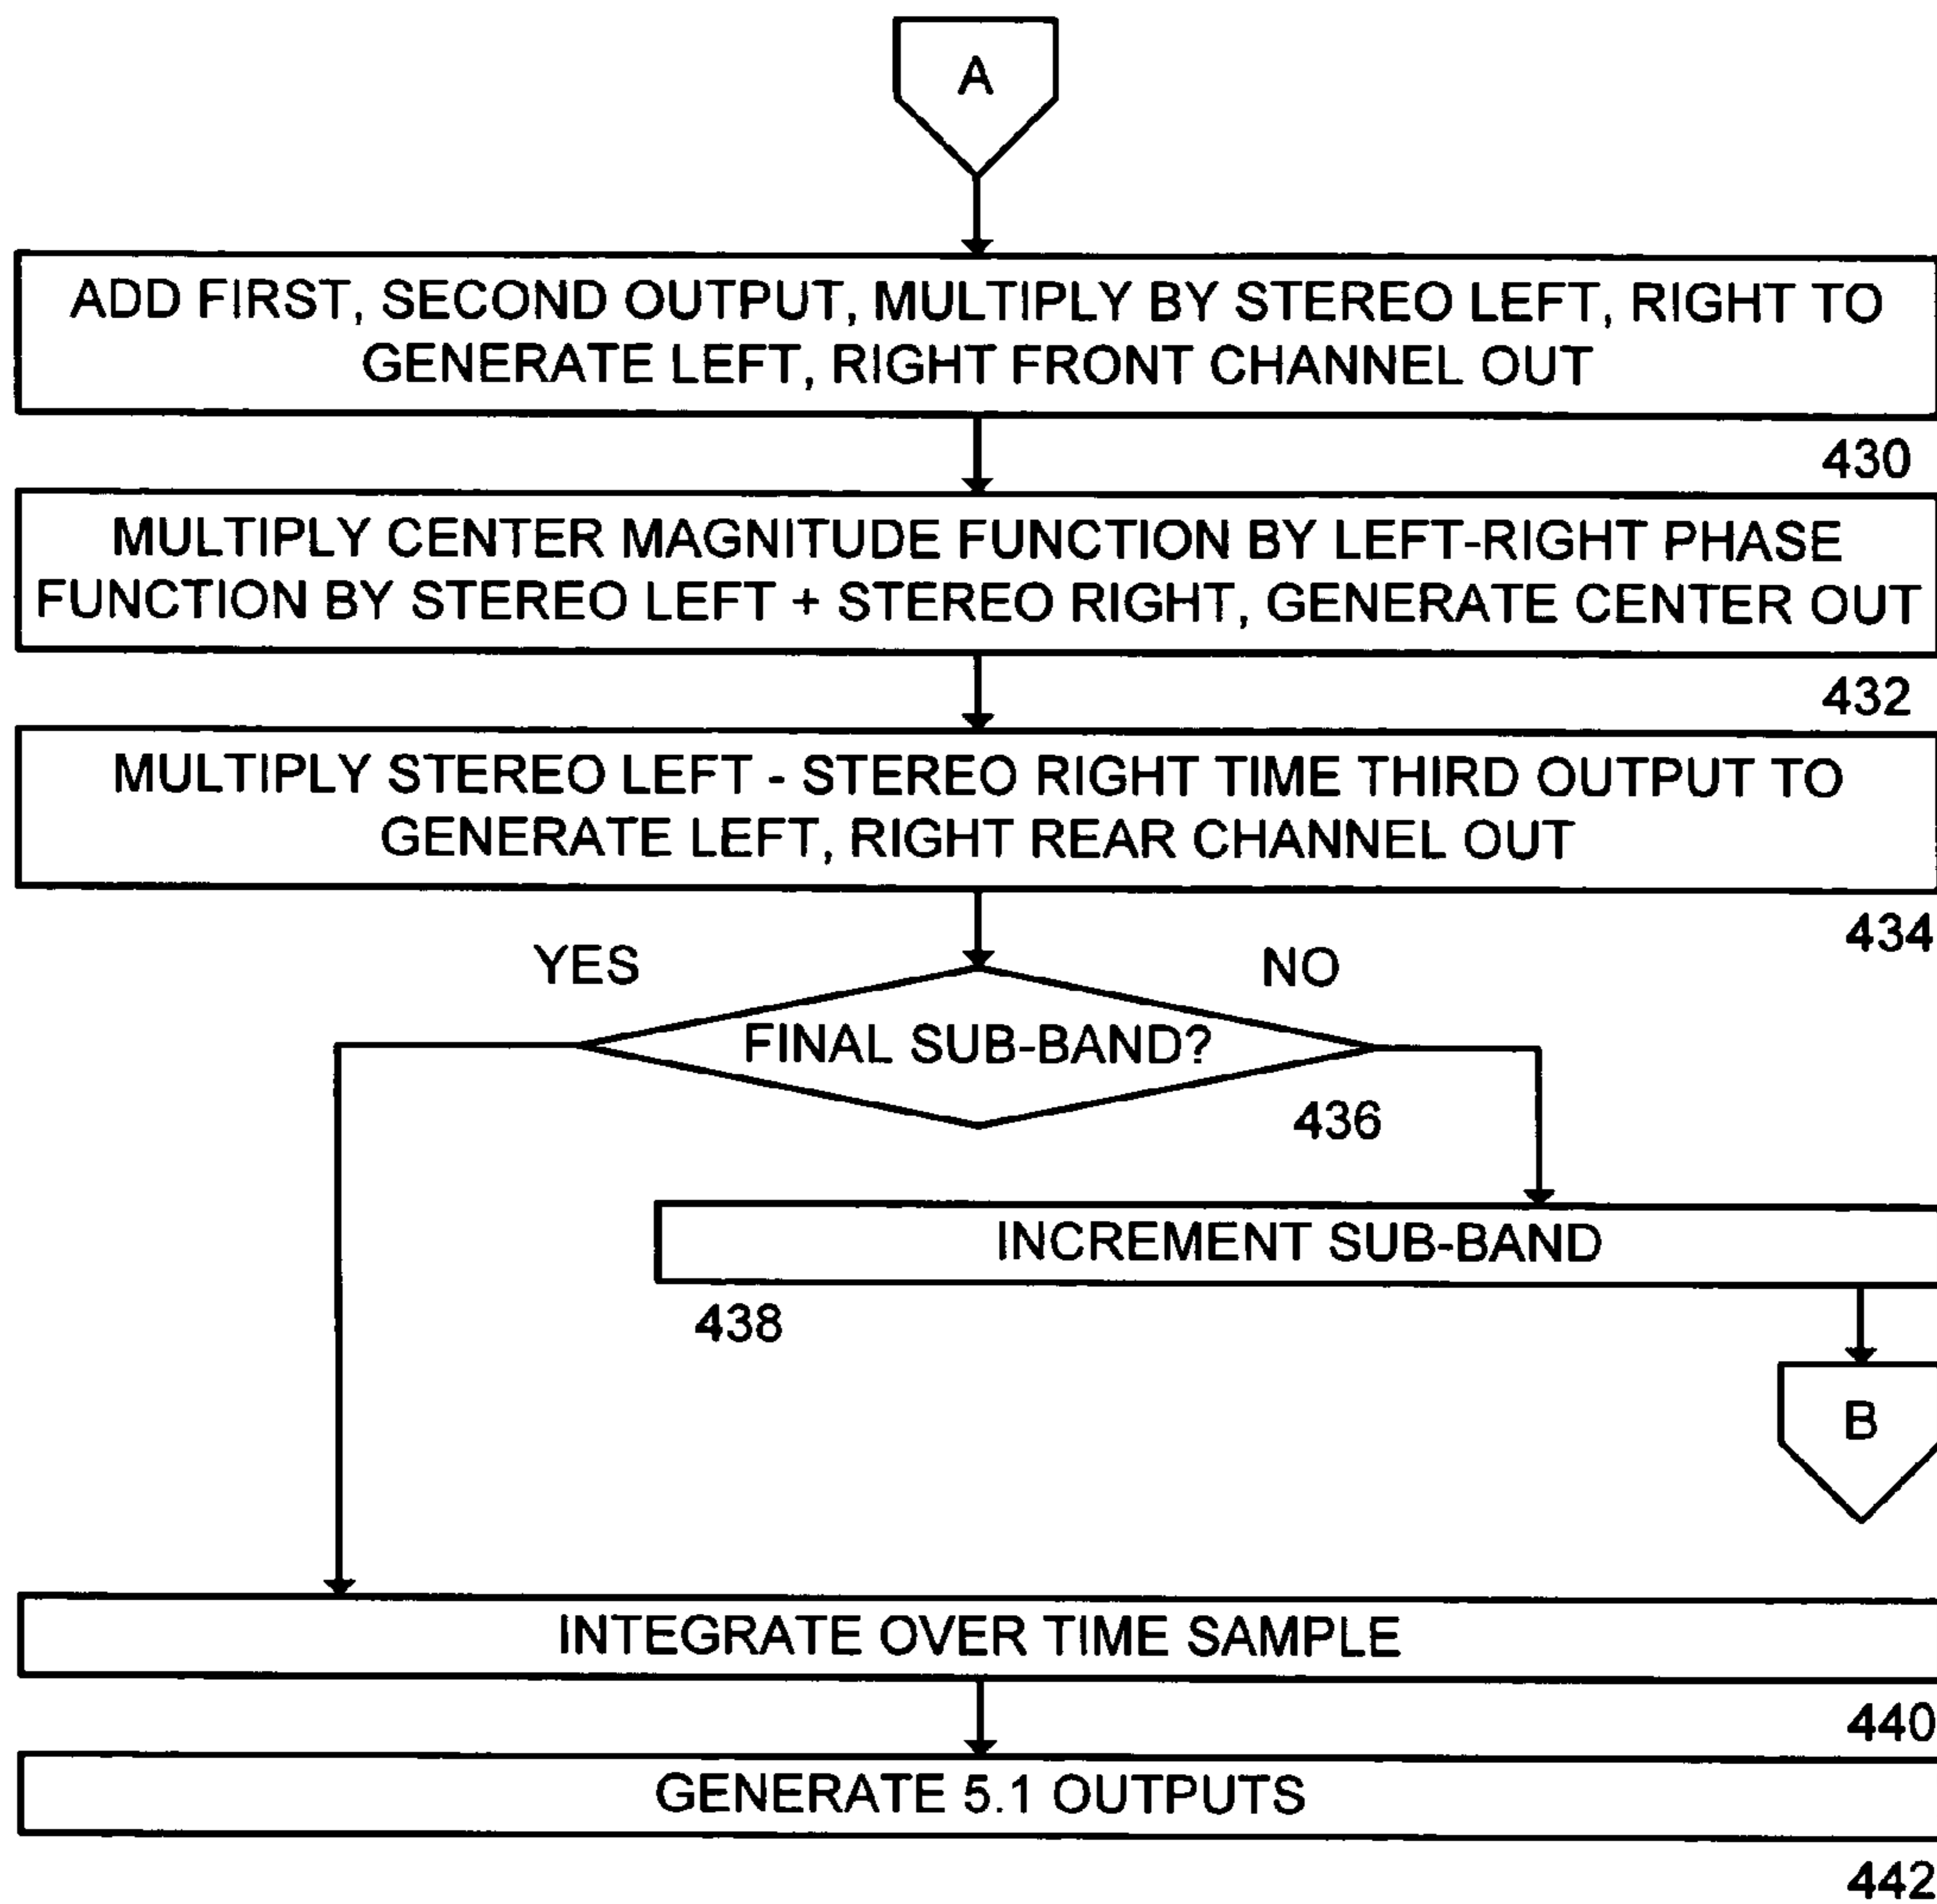 A
ADD FIRST, SECOND OUTPUT, MULTIPLY BY STEREO LEFT, RIGHT TO
GENERATE LEFT, RIGHT FRONT CHANNEL OUT
430
MULTIPLY CENTER MAGNITUDE FUNCTION BY LEFT-RIGHT PHASE
FUNCTION BY STEREO LEFT + STEREO RIGHT, GENERATE CENTER OUT
432
MULTIPLY STEREO LEFT - STEREO RIGHT TIME THIRD OUTPUT TO
GENERATE LEFT, RIGHT REAR CHANNEL OUT
434
YES
NO
FINAL SUB-BAND?
436
INCREMENT SUB-BAND
438
B
INTEGRATE OVER TIME SAMPLE
440
GENERATE 5.1 OUTPUTS
442